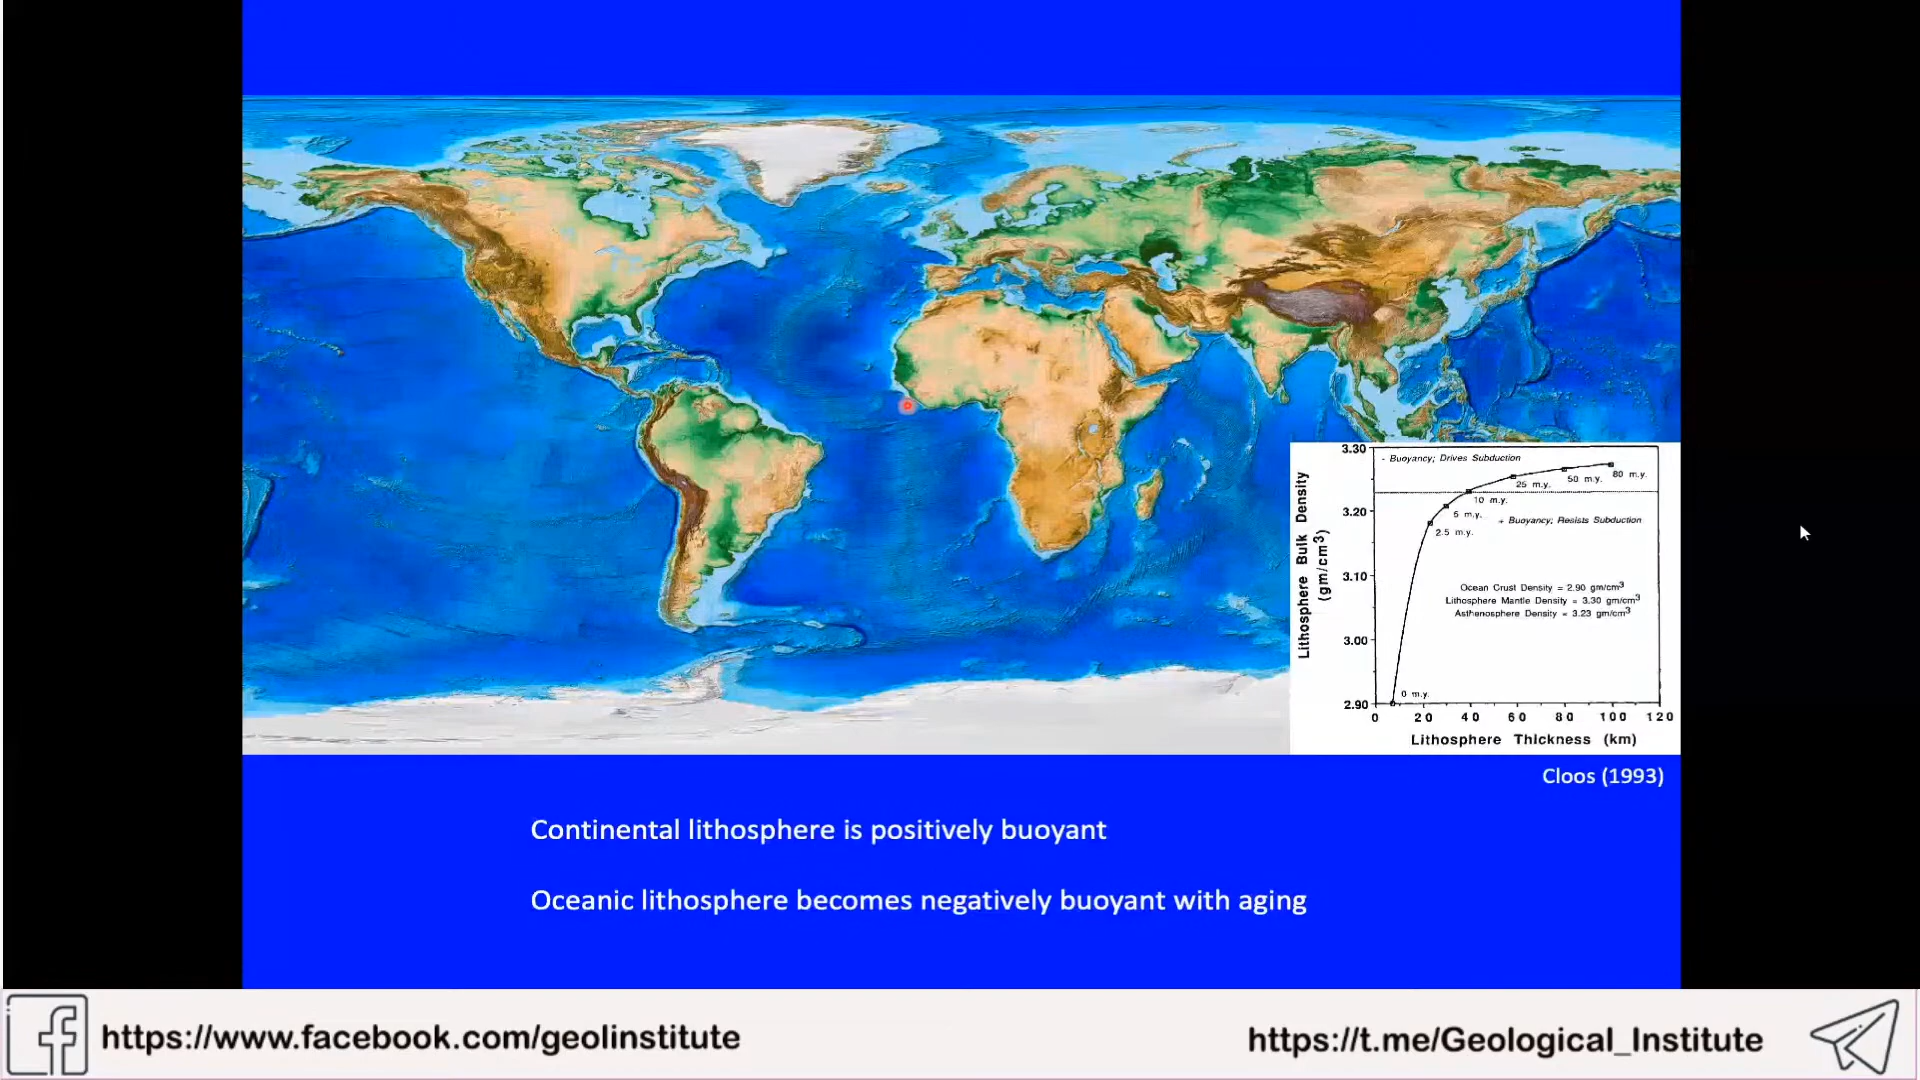 3.30
- Buoyancy; Drives Subduction
80 m.y.
50 m.y.
25 m.y.
10 m.y.
3.20
5 m.y.
+ Buoyancy; Resists Subduction
2.5 m.y.
3.10
Ocean Crust Density = 2.90 gm/cm³
Lithosphere Mantle Density = 3.30 gm/cm³
Asthenosphere Density = 3.23 gm/cm³
3.00
0 m.y.
2.90
0 20 40 60 80 100 120
Lithosphere Bulk Density
(gm/cm³)
Lithosphere Thickness (km)
Cloos (1993)
Continental lithosphere is positively buoyant
Oceanic lithosphere becomes negatively buoyant with aging
https://www.facebook.com/geolinstitute
https://t.me/Geological_Institute